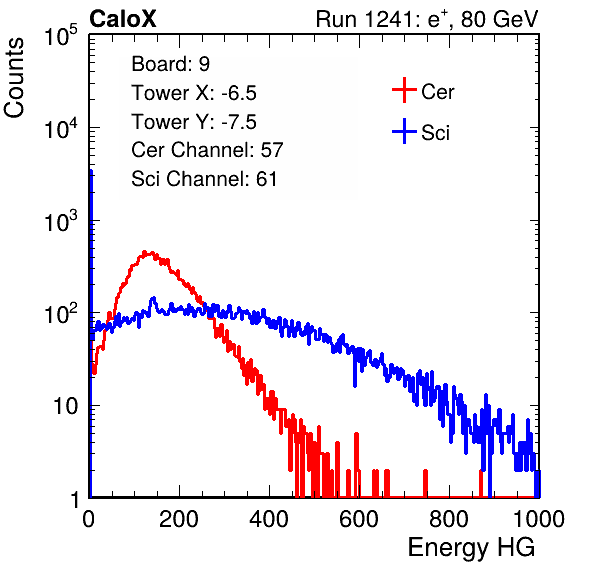 CaloX Run 1241: e⁺, 80 GeV
Counts
Board: 9
Tower X: -6.5
Tower Y: -7.5
Cer Channel: 57
Sci Channel: 61
Cer
Sci
10⁵
10⁴
10³
10²
10
1
0 200 400 600 800 1000
Energy HG